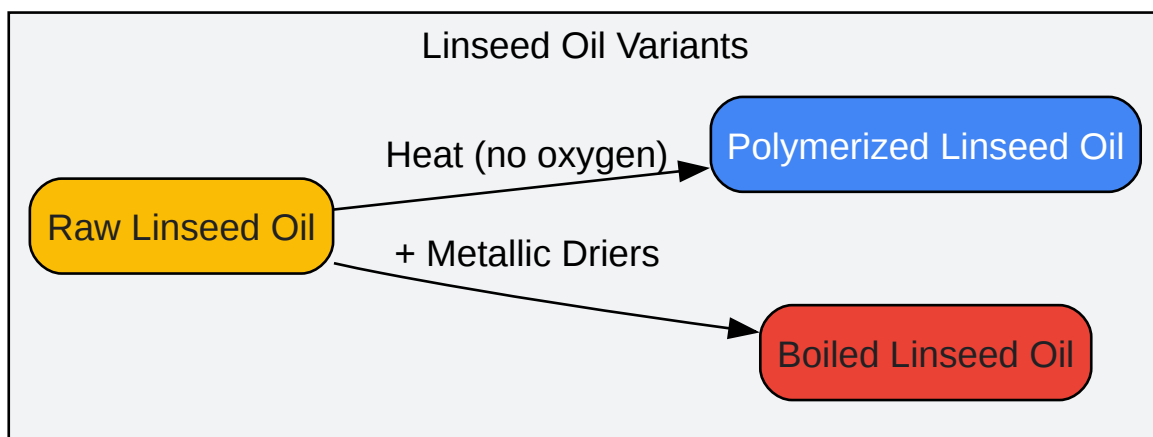 Linseed Oil Variants
Heat (no oxygen)
Polymerized Linseed Oil
Raw Linseed Oil
+ Metallic Driers
Boiled Linseed Oil